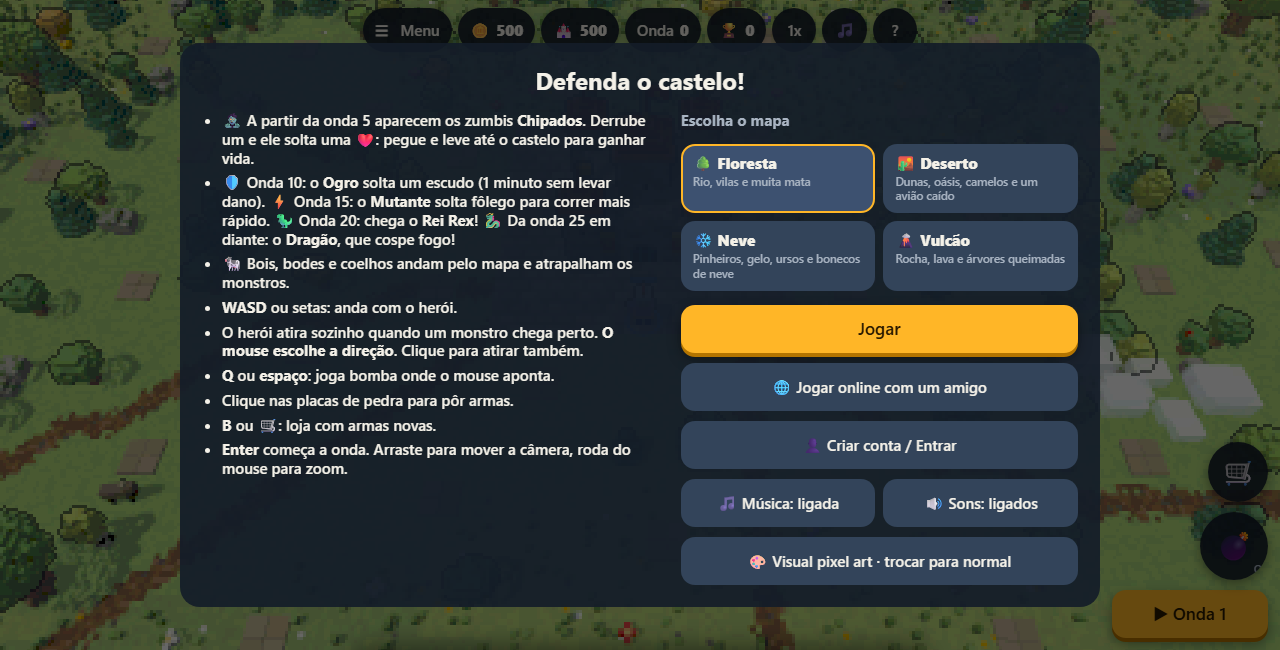 Menu
500
500
Onda 0
0
1x
?
Defenda o castelo!
A partir da onda 5 aparecem os zumbis Chipados. Derrube
um e ele solta uma ❤️: pegue e leve até o castelo para ganhar
vida.
Onda 10: o Ogro solta um escudo (1 minuto sem levar
dano). ⚡ Onda 15: o Mutante solta fôlego para correr mais
rápido. 🦖 Onda 20: chega o Rei Rex! 🐉 Da onda 25 em
diante: o Dragão, que cospe fogo!
Bois, bodes e coelhos andam pelo mapa e atrapalham os
monstros.
WASD ou setas: anda com o herói.
O herói atira sozinho quando um monstro chega perto. O
mouse escolhe a direção. Clique para atirar também.
Q ou espaço: joga bomba onde o mouse aponta.
Clique nas placas de pedra para pôr armas.
B ou 🛒: loja com armas novas.
Enter começa a onda. Arraste para mover a câmera, roda do
mouse para zoom.
Escolha o mapa
Floresta
Rio, vilas e muita mata
Deserto
Dunas, oásis, camelos e um
avião caído
Neve
Pinheiros, gelo, ursos e bonecos
de neve
Vulcão
Rocha, lava e árvores queimadas
Jogar
Jogar online com um amigo
Criar conta / Entrar
Música: ligada
Sons: ligados
Visual pixel art · trocar para normal
▶ Onda 1